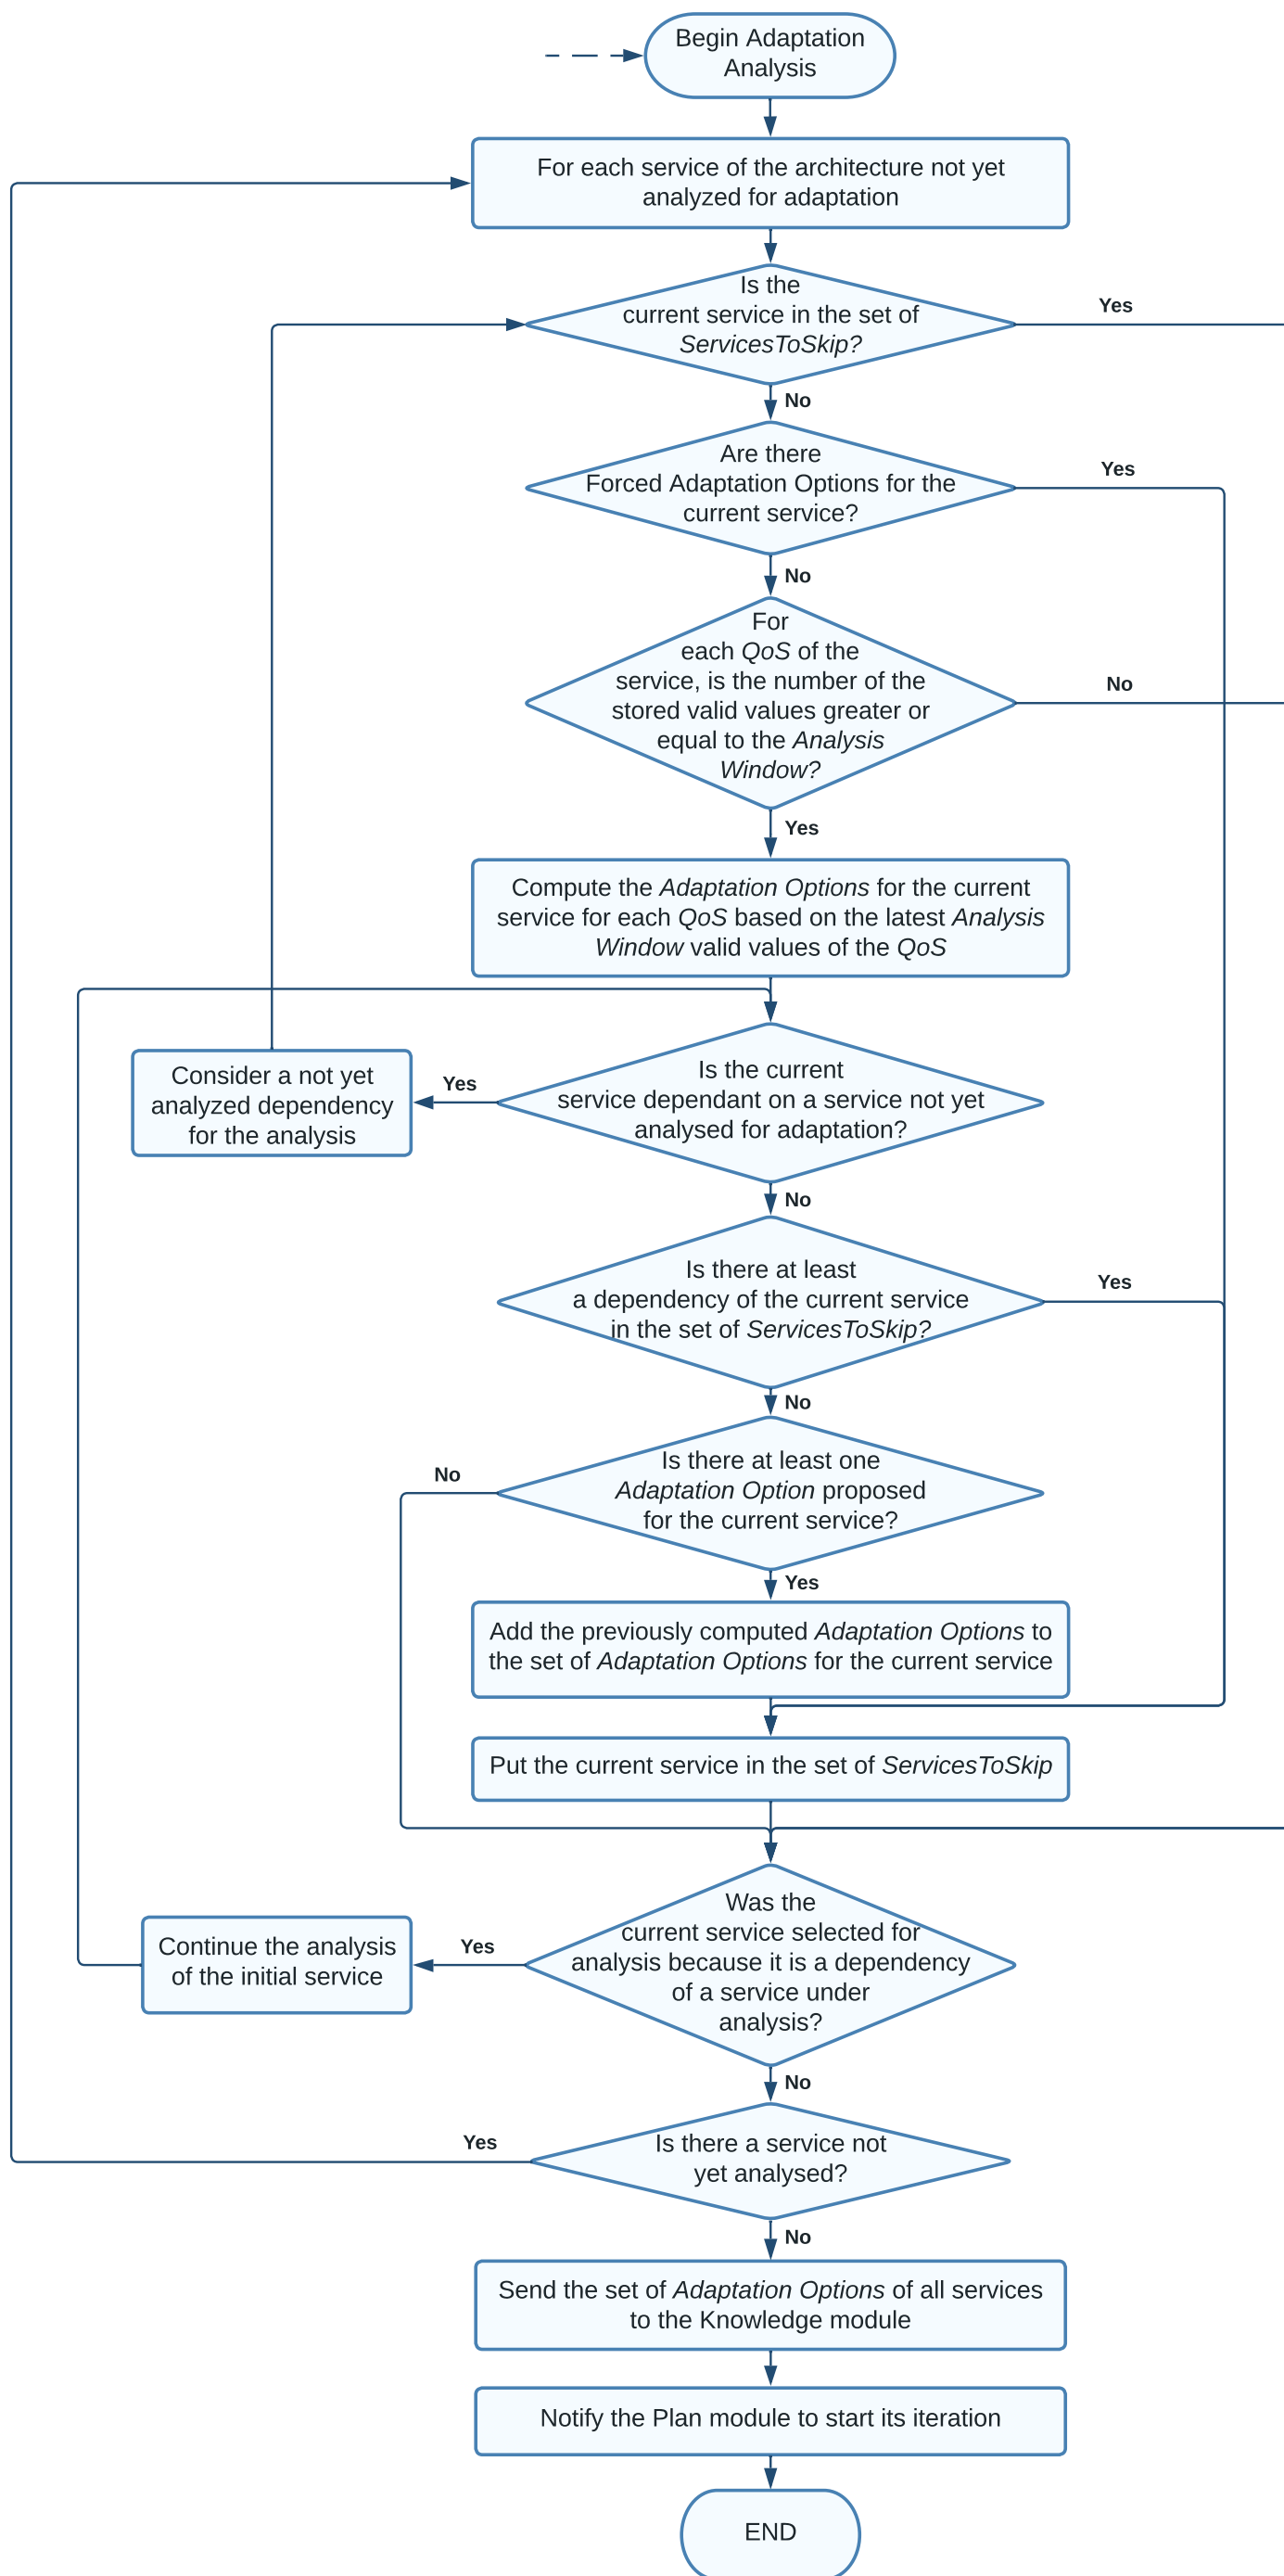 Begin Adaptation
Analysis
For each service of the architecture not yet
analyzed for adaptation
Is the
current service in the set of
ServicesToSkip?
Yes
No
Are there
Forced Adaptation Options for the
current service?
Yes
No
For
each QoS of the
service, is the number of the
stored valid values greater or
equal to the Analysis
Window?
No
Yes
Compute the Adaptation Options for the current
service for each QoS based on the latest Analysis
Window valid values of the QoS
Consider a not yet
analyzed dependency
for the analysis
Yes
Is the current
service dependant on a service not yet
analysed for adaptation?
No
Is there at least
a dependency of the current service
in the set of ServicesToSkip?
Yes
No
Is there at least one
Adaptation Option proposed
for the current service?
No
Yes
Add the previously computed Adaptation Options to
the set of Adaptation Options for the current service
Put the current service in the set of ServicesToSkip
Was the
current service selected for
analysis because it is a dependency
of a service under
analysis?
Yes
Continue the analysis
of the initial service
No
Is there a service not
yet analysed?
Yes
No
Send the set of Adaptation Options of all services
to the Knowledge module
Notify the Plan module to start its iteration
END